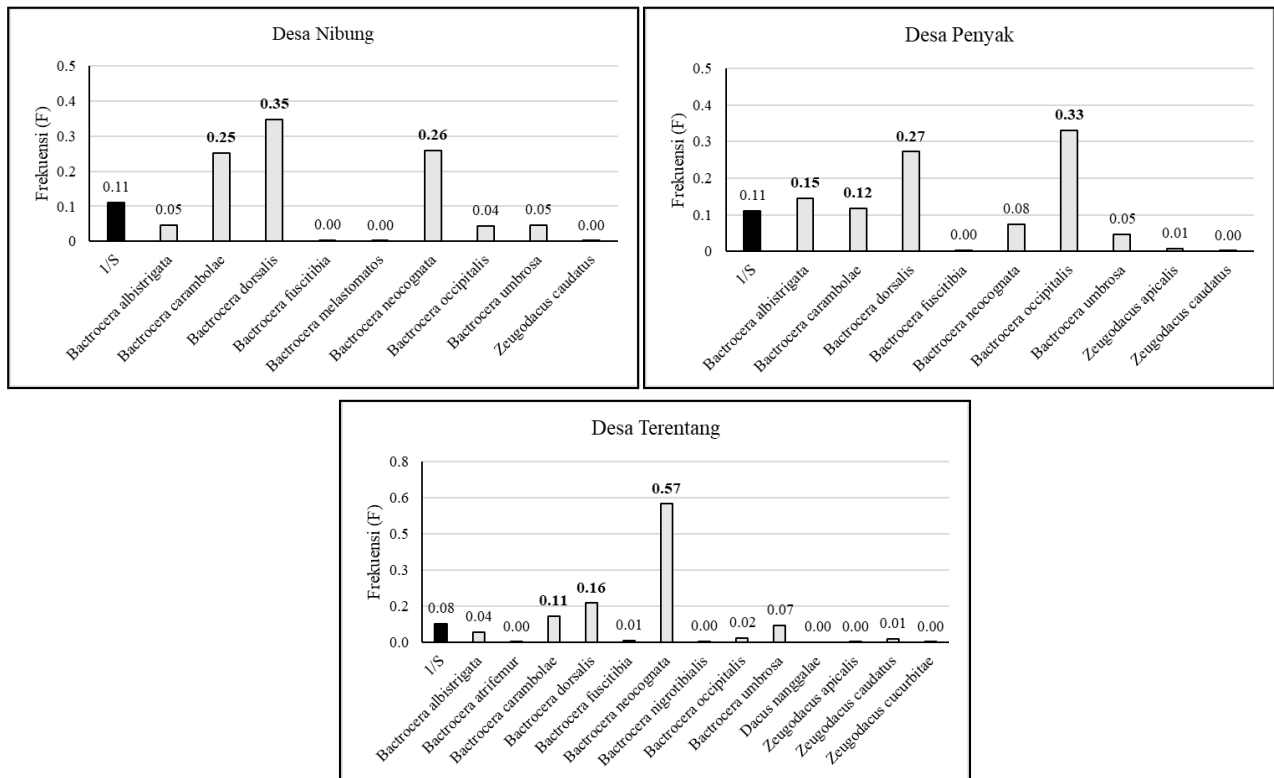 Desa Nibung
Frekuensi (F)
0.5
0.4
0.3
0.2
0.1
0
0.11
0.05
0.25
0.35
0.00
0.00
0.26
0.04
0.05
0.00
1/S
Bactrocera albistrigata
Bactrocera carambolae
Bactrocera dorsalis
Bactrocera fuscitibia
Bactrocera melastomatos
Bactrocera neocognata
Bactrocera occipitalis
Bactrocera umbrosa
Zeugodacus caudatus
Desa Penyak
Frekuensi (F)
0.5
0.4
0.3
0.2
0.1
0
0.11
0.15
0.12
0.27
0.00
0.08
0.33
0.05
0.01
0.00
1/S
Bactrocera albistrigata
Bactrocera carambolae
Bactrocera dorsalis
Bactrocera fuscitibia
Bactrocera neocognata
Bactrocera occipitalis
Bactrocera umbrosa
Zeugodacus apicalis
Zeugodacus caudatus
Desa Terentang
Frekuensi (F)
0.8
0.6
0.5
0.3
0.2
0.0
0.08
0.04
0.00
0.11
0.16
0.01
0.57
0.00
0.02
0.07
0.00
0.00
0.01
0.00
1/S
Bactrocera albistrigata
Bactrocera atrifemur
Bactrocera carambolae
Bactrocera dorsalis
Bactrocera fuscitibia
Bactrocera neocognata
Bactrocera nigrotibialis
Bactrocera occipitalis
Bactrocera umbrosa
Dacus nanggalae
Zeugodacus apicalis
Zeugodacus caudatus
Zeugodacus cucurbitae